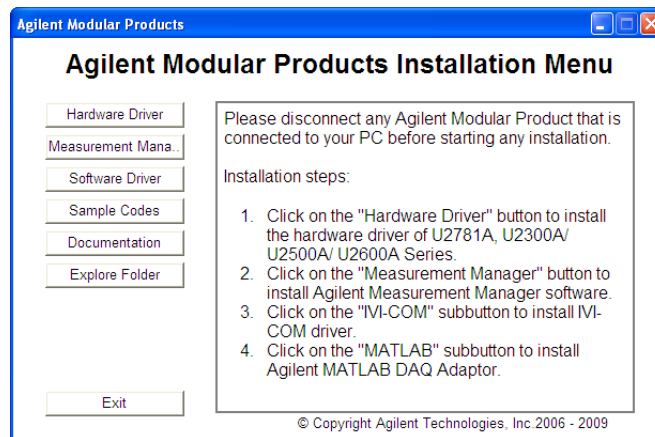 Agilent Modular Products
Agilent Modular Products Installation Menu
Hardware Driver
Measurement Mana..
Software Driver
Sample Codes
Documentation
Explore Folder
Exit
Please disconnect any Agilent Modular Product that is
connected to your PC before starting any installation.
Installation steps:
1. Click on the "Hardware Driver" button to install
the hardware driver of U2781A, U2300A/
U2500A/ U2600A Series.
2. Click on the "Measurement Manager" button to
install Agilent Measurement Manager software.
3. Click on the "IVI-COM" subbutton to install IVI-
COM driver.
4. Click on the "MATLAB" subbutton to install
Agilent MATLAB DAQ Adaptor.
© Copyright Agilent Technologies, Inc.2006 - 2009